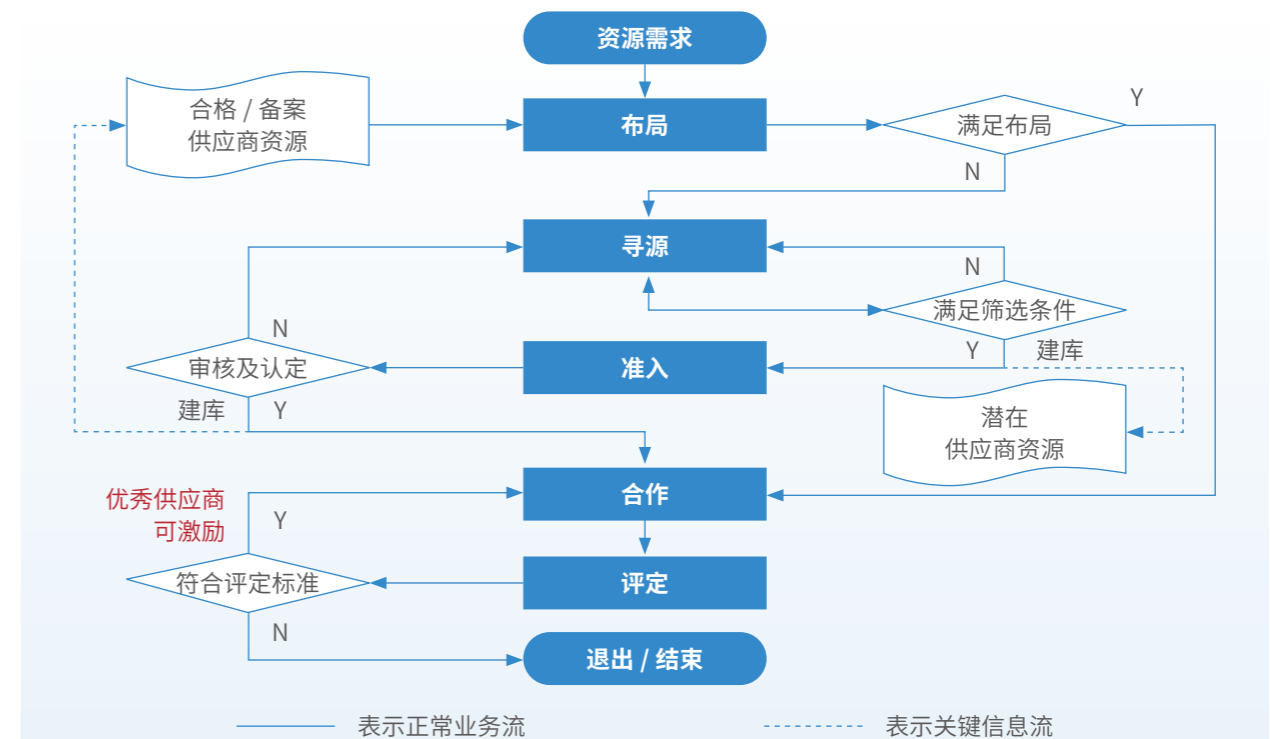 资源需求
合格 / 备案
供应商资源
布局
满足布局
Y
N
寻源
N
满足筛选条件
N
审核及认定
准入
Y
建库
建库
Y
潜在
供应商资源
优秀供应商
可激励
Y
合作
符合评定标准
评定
N
退出 / 结束
表示正常业务流
表示关键信息流